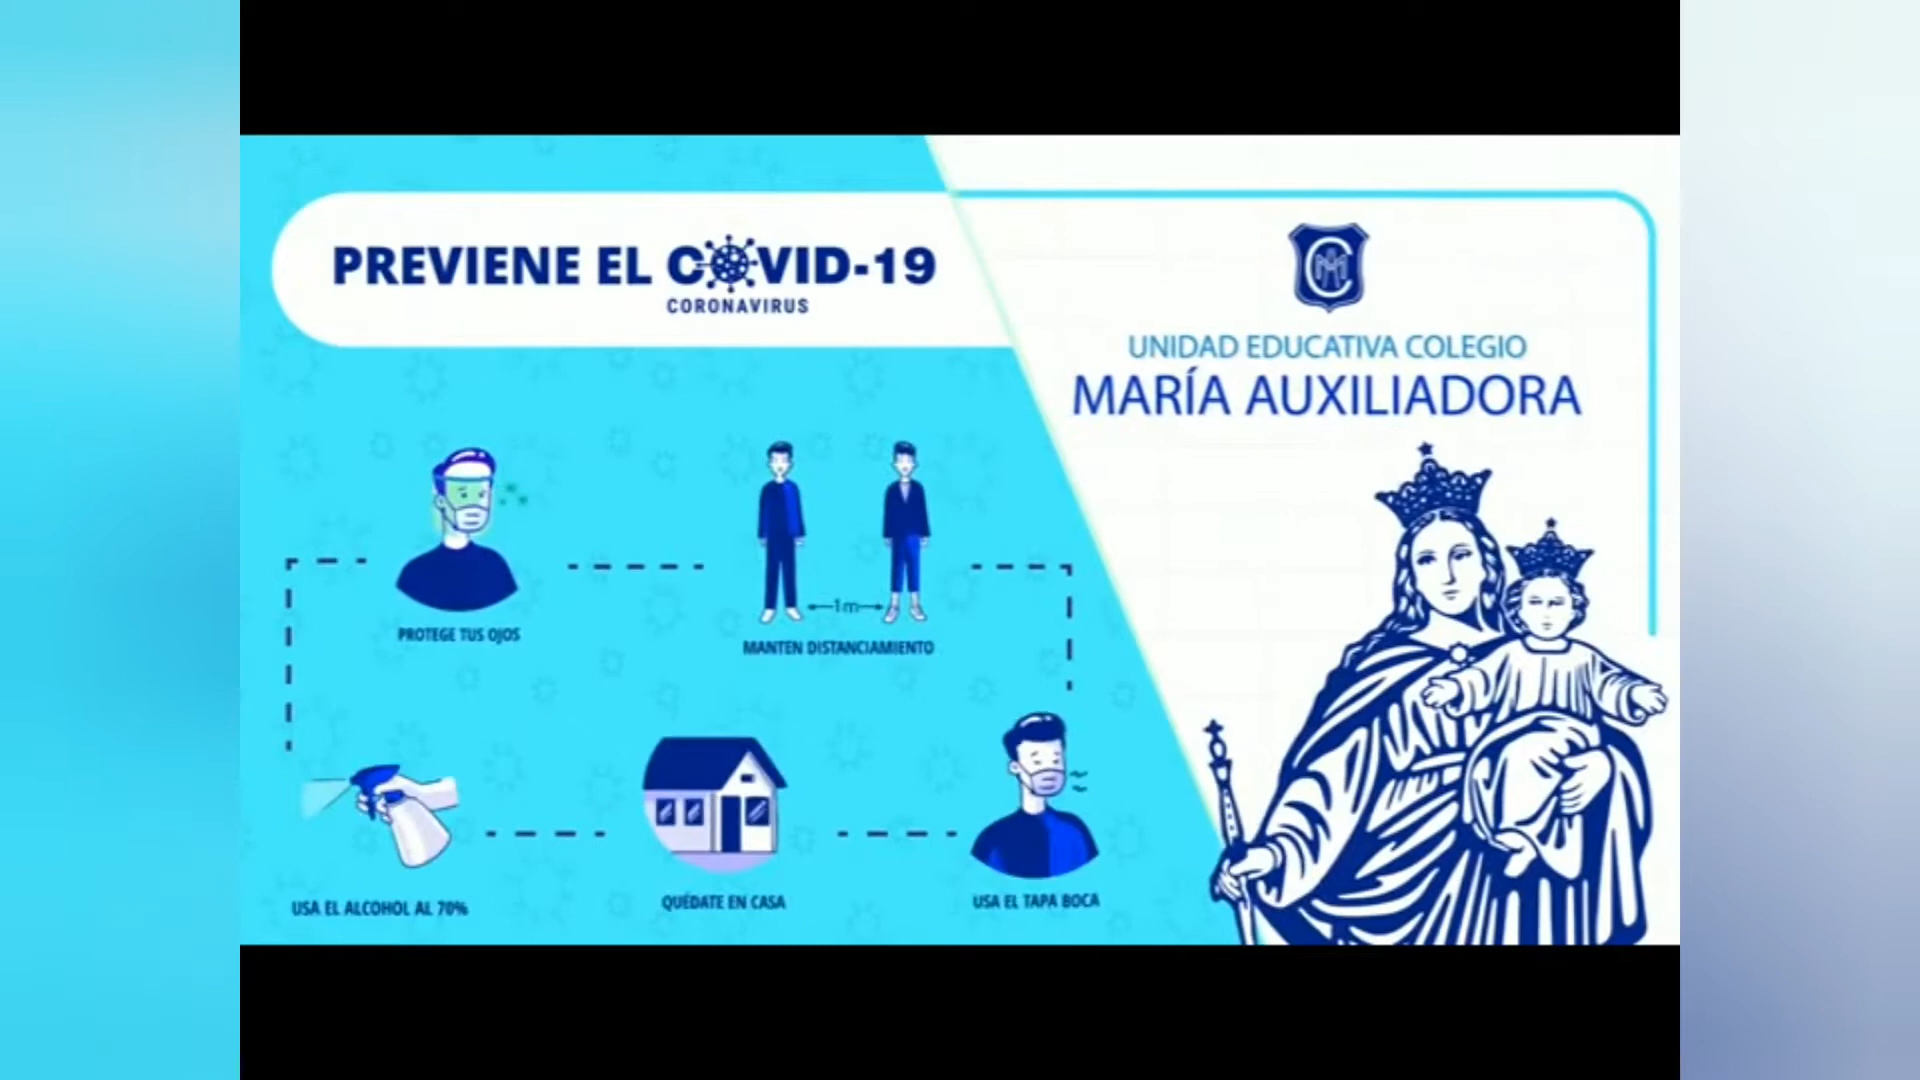 PREVIENE EL COVID-19
CORONAVIRUS
UNIDAD EDUCATIVA COLEGIO
MARÍA AUXILIADORA
PROTEGE TUS OJOS
1m
MANTEN DISTANCIAMIENTO
USA EL ALCOHOL AL 70%
QUÉDATE EN CASA
USA EL TAPA BOCA